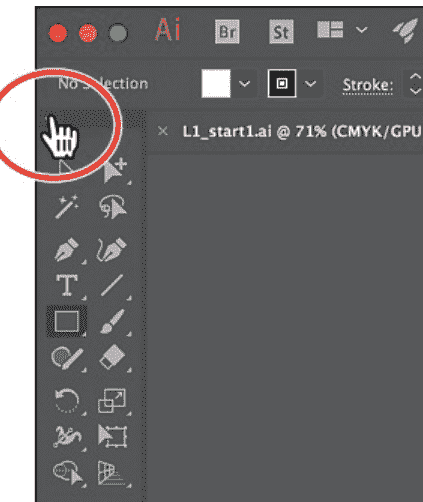 Ai Br St
No Selection Stroke:
× L1_start1.ai @ 71% (CMYK/GPU
T